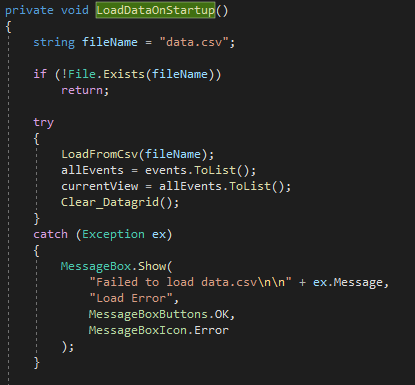 private void LoadDataOnStartup()
{
string fileName = "data.csv";
if (!File.Exists(fileName))
return;
try
{
LoadFromCsv(fileName);
allEvents = events.ToList();
currentView = allEvents.ToList();
Clear_Datagrid();
}
catch (Exception ex)
{
MessageBox.Show(
"Failed to load data.csv\n\n" + ex.Message,
"Load Error",
MessageBoxButtons.OK,
MessageBoxIcon.Error
);
}